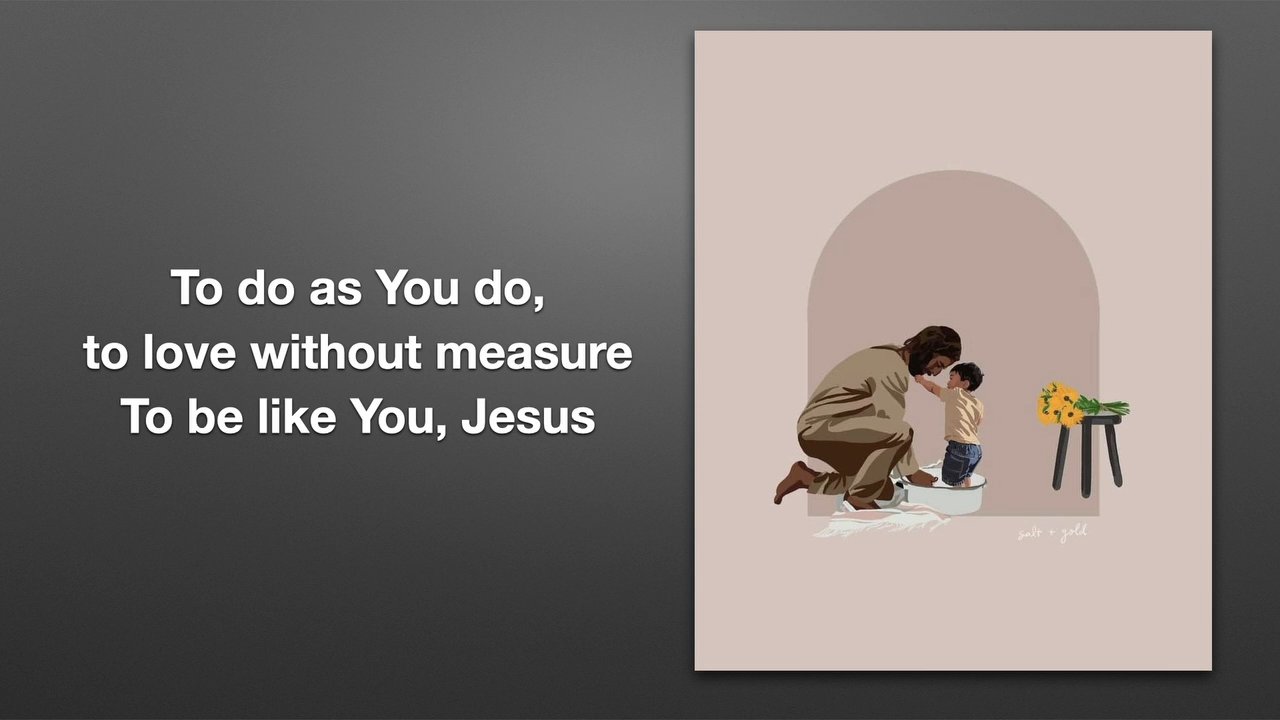 To do as You do,
to love without measure
To be like You, Jesus
salt + gold